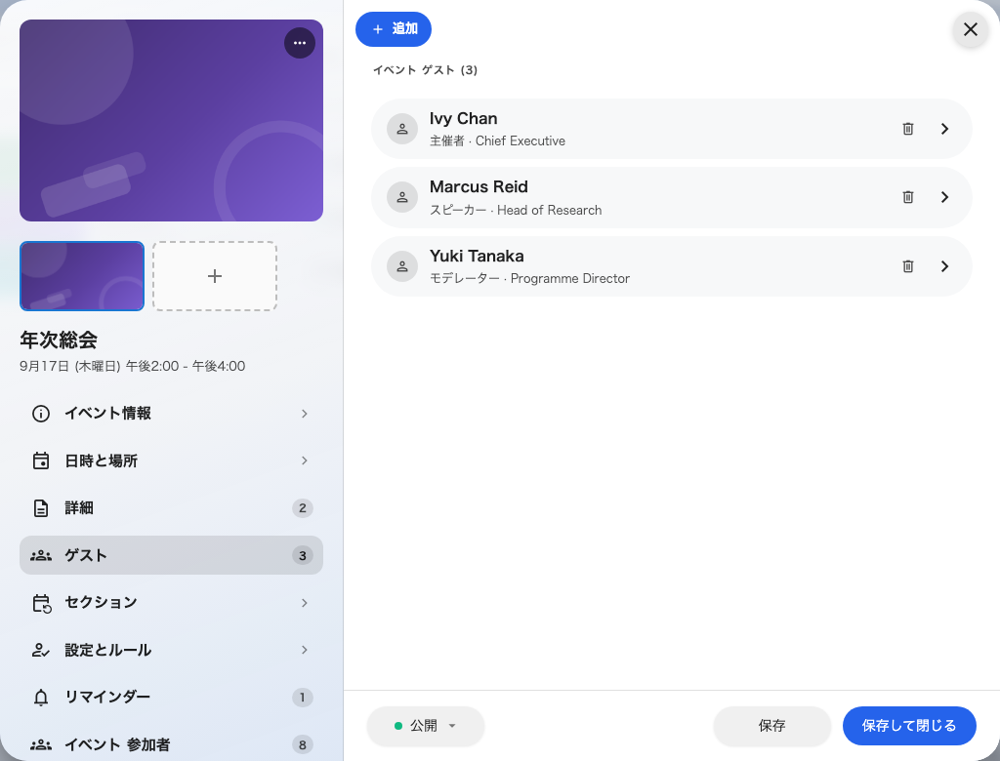 年次総会
9月17日 (木曜日) 午後2:00 - 午後4:00
イベント情報
日時と場所
詳細 2
ゲスト 3
セクション
設定とルール
リマインダー 1
イベント 参加者 8
追加
イベント ゲスト (3)
Ivy Chan
主催者 · Chief Executive
Marcus Reid
スピーカー · Head of Research
Yuki Tanaka
モデレーター · Programme Director
公開
保存
保存して閉じる